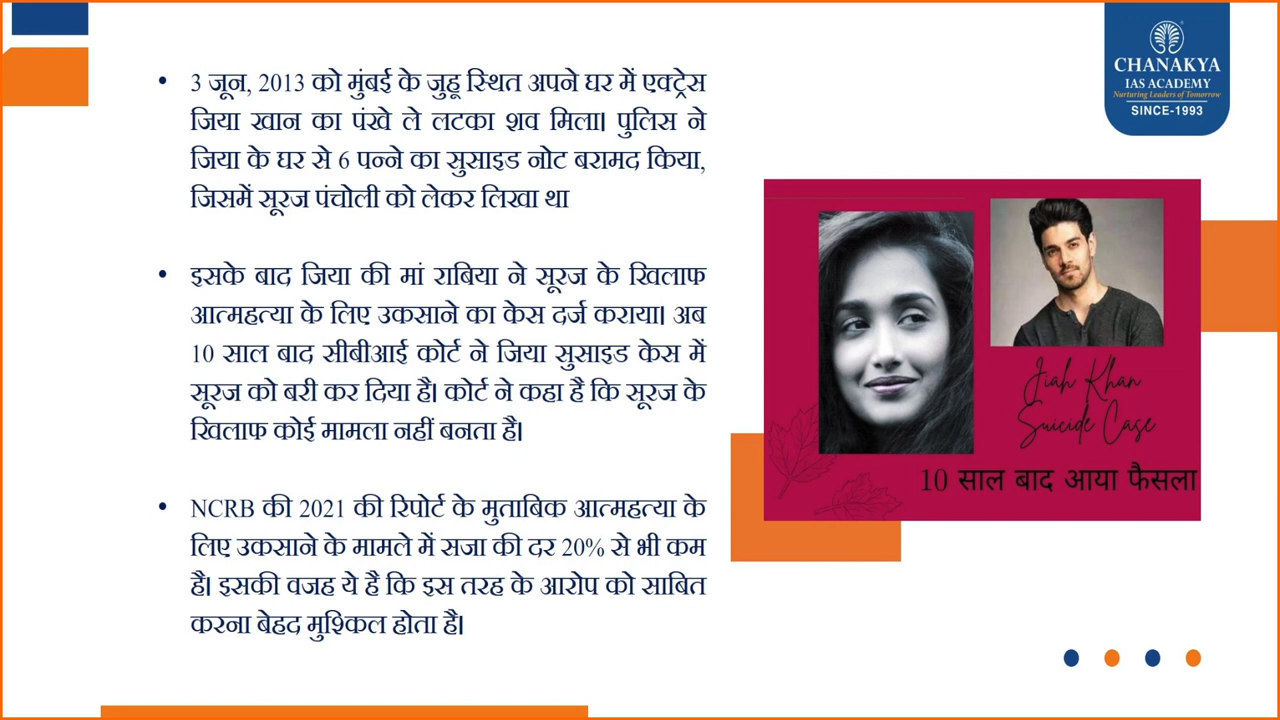 CHANAKYA
IAS ACADEMY
Nurturing Leaders of Tomorrow
SINCE-1993
• 3 जून, 2013 को मुंबई के जुहू स्थित अपने घर में एक्ट्रेस
जिया खान का पंखे ले लटका शव मिला। पुलिस ने
जिया के घर से 6 पन्ने का सुसाइड नोट बरामद किया,
जिसमें सूरज पंचोली को लेकर लिखा था
• इसके बाद जिया की मां राबिया ने सूरज के खिलाफ
आत्महत्या के लिए उकसाने का केस दर्ज कराया। अब
10 साल बाद सीबीआई कोर्ट ने जिया सुसाइड केस में
सूरज को बरी कर दिया है। कोर्ट ने कहा है कि सूरज के
खिलाफ कोई मामला नहीं बनता है।
• NCRB की 2021 की रिपोर्ट के मुताबिक आत्महत्या के
लिए उकसाने के मामले में सजा की दर 20% से भी कम
है। इसकी वजह ये है कि इस तरह के आरोप को साबित
करना बेहद मुश्किल होता है।
Jiah Khan
Suicide Case
10 साल बाद आया फैसला